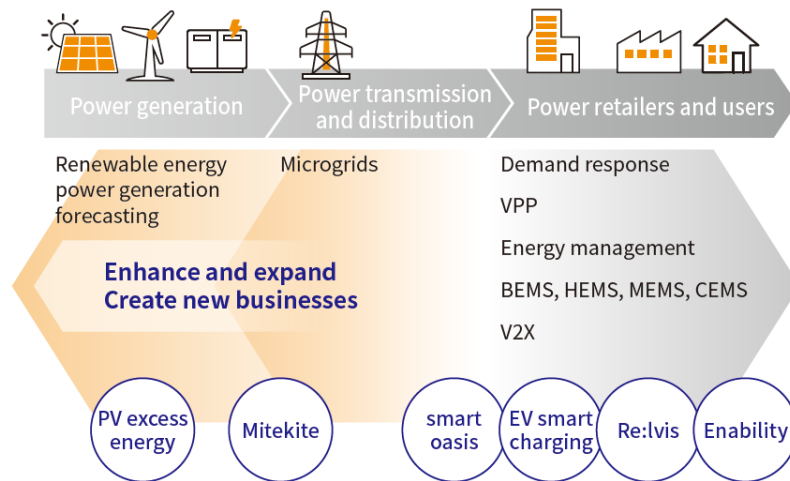 Power generation
Power transmission
and distribution
Power retailers and users
Renewable energy
power generation
forecasting
Microgrids
Demand response
VPP
Energy management
BEMS, HEMS, MEMS, CEMS
V2X
Enhance and expand
Create new businesses
PV excess
energy
Mitekite
smart
oasis
EV smart
charging
Re:lvis
Enability